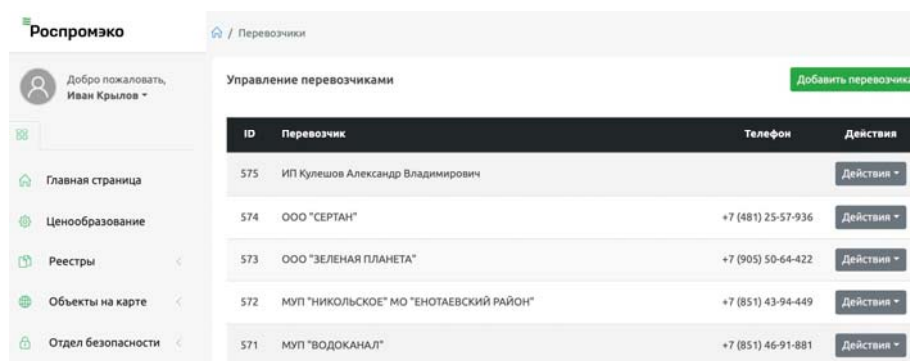 Роспромэко
/ Перевозчики
Добро пожаловать,
Иван Крылов
Управление перевозчиками
Добавить перевозчика
ID Перевозчик Телефон Действия
Главная страница
Ценообразование
Реестры
Объекты на карте
Отдел безопасности
575 ИП Кулешов Александр Владимирович Действия
574 ООО "СЕРТАН" +7 (481) 25-57-936 Действия
573 ООО "ЗЕЛЕНАЯ ПЛАНЕТА" +7 (905) 50-64-422 Действия
572 МУП "НИКОЛЬСКОЕ" МО "ЕНОТАЕВСКИЙ РАЙОН" +7 (851) 43-94-449 Действия
571 МУП "ВОДОКАНАЛ" +7 (851) 46-91-881 Действия